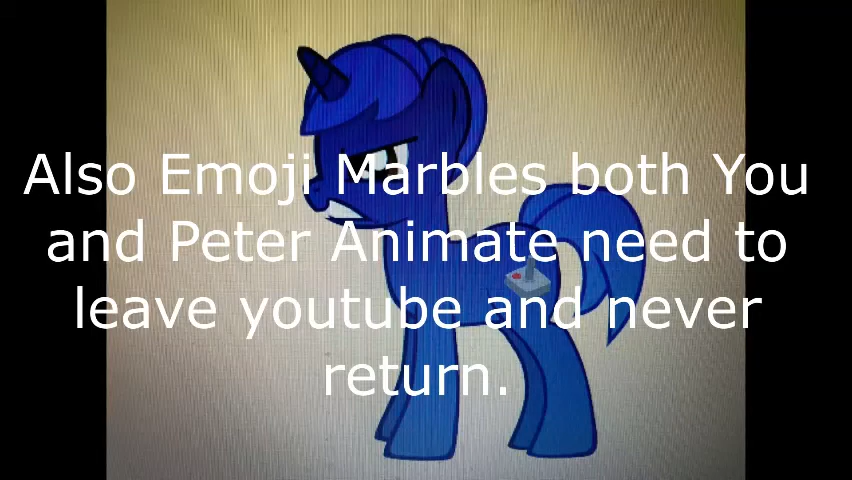 Also Emoji Marbles both You
and Peter Animate need to
leave youtube and never
return.